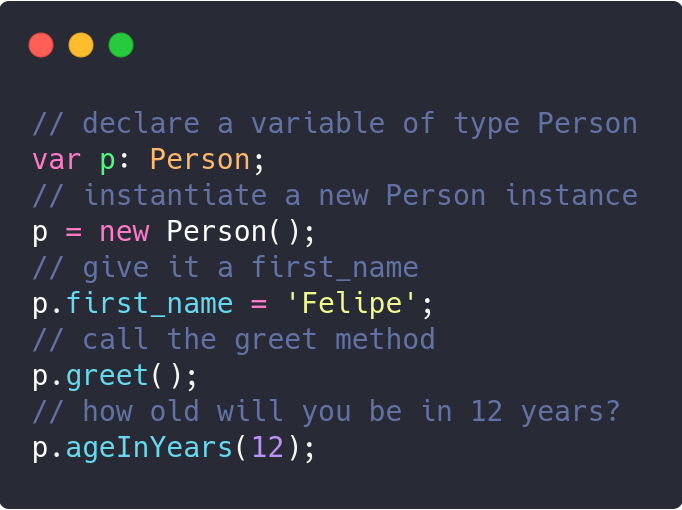 // declare a variable of type Person
var p: Person;
// instantiate a new Person instance
p = new Person();
// give it a first_name
p.first_name = 'Felipe';
// call the greet method
p.greet();
// how old will you be in 12 years?
p.ageInYears(12);